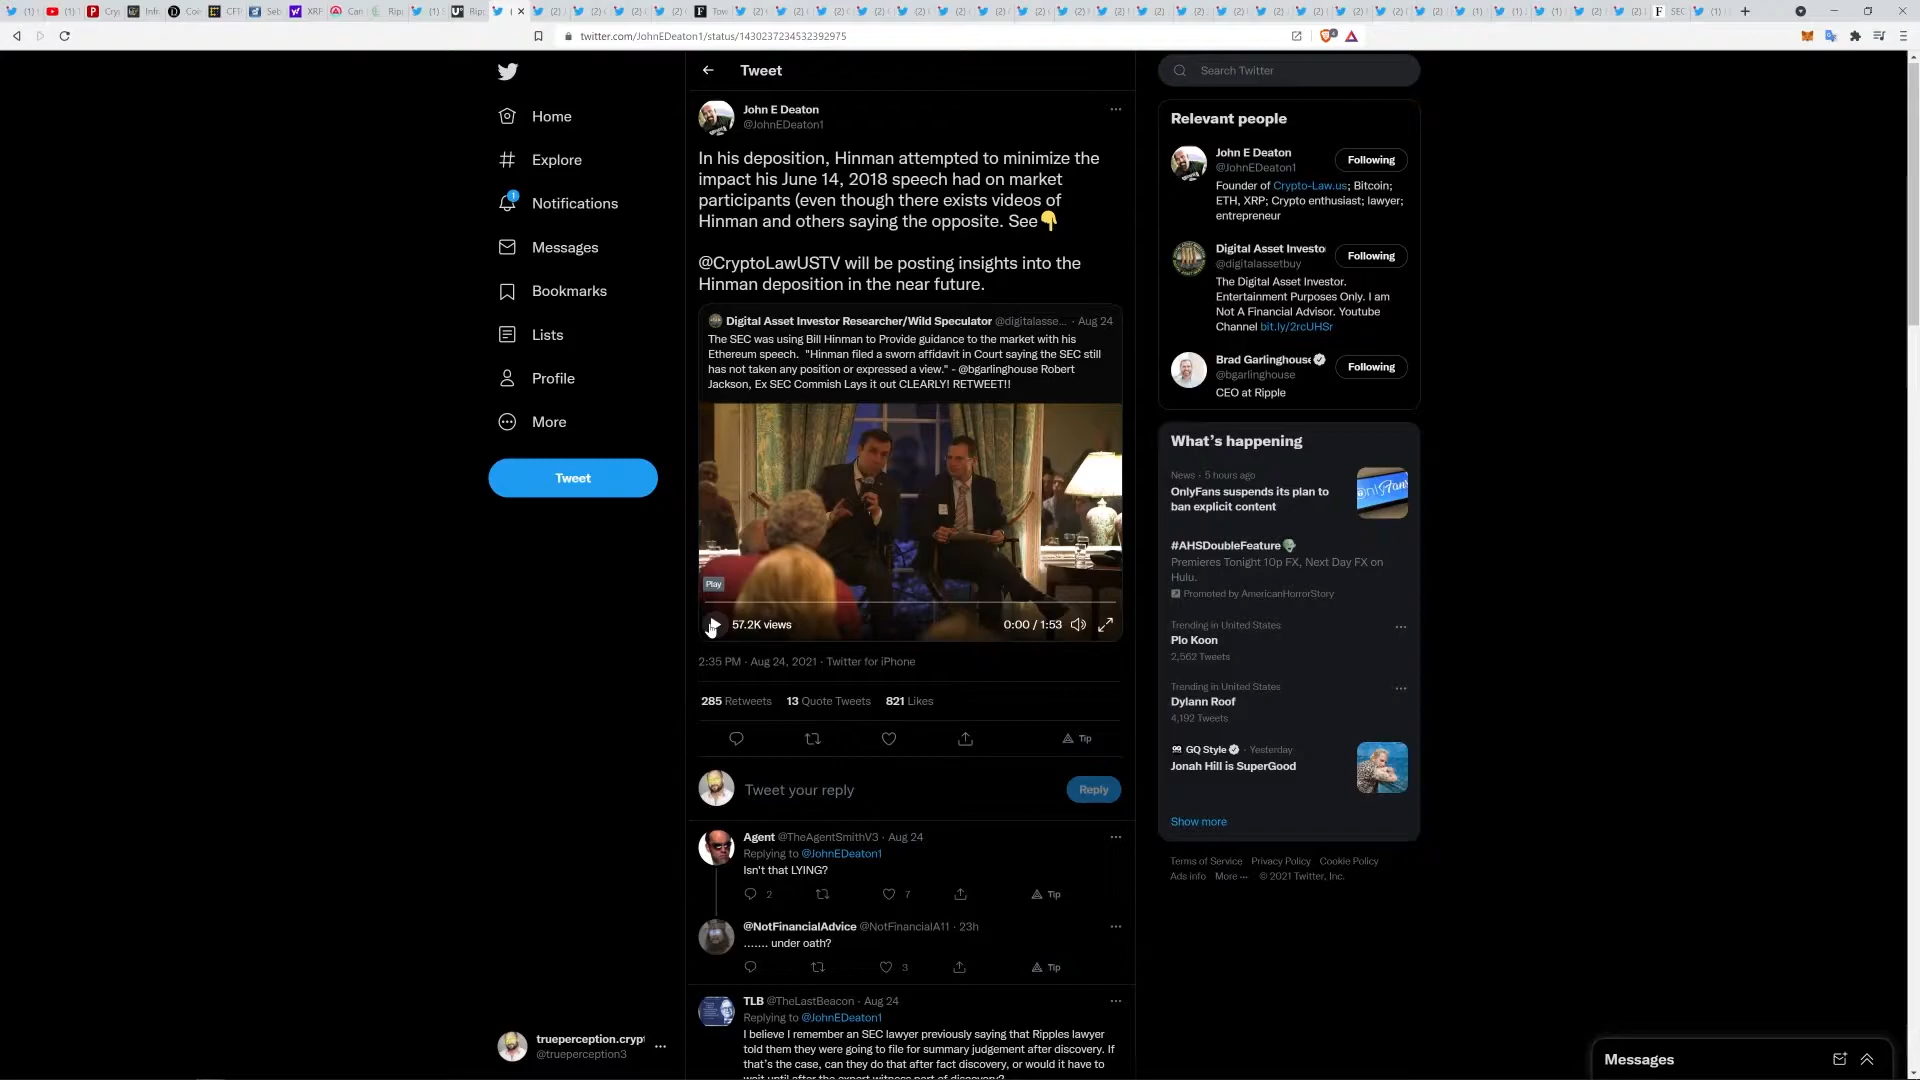 twitter.com/JohnEDeaton1/status/1430237234532392975
Home
Explore
1
Notifications
Messages
Bookmarks
Lists
Profile
More
Tweet
trueperception.crypt
@trueperception3
Tweet
John E Deaton
@JohnEDeaton1
In his deposition, Hinman attempted to minimize the
impact his June 14, 2018 speech had on market
participants (even though there exists videos of
Hinman and others saying the opposite. See👇
@CryptoLawUSTV will be posting insights into the
Hinman deposition in the near future.
Digital Asset Investor Researcher/Wild Speculator @digitalasse... · Aug 24
The SEC was using Bill Hinman to Provide guidance to the market with his
Ethereum speech. "Hinman filed a sworn affidavit in Court saying the SEC still
has not taken any position or expressed a view." - @bgarlinghouse Robert
Jackson, Ex SEC Commish Lays it out CLEARLY! RETWEET!!
Play
57.2K views 0:00 / 1:53
2:35 PM · Aug 24, 2021 · Twitter for iPhone
285 Retweets 13 Quote Tweets 821 Likes
Tip
Tweet your reply
Reply
Agent @TheAgentSmithV3 · Aug 24
Replying to @JohnEDeaton1
Isn't that LYING?
2 7 Tip
@NotFinancialAdvice @NotFinancialA11 · 23h
....... under oath?
3 Tip
TLB @TheLastBeacon · Aug 24
Replying to @JohnEDeaton1
I believe I remember an SEC lawyer previously saying that Ripples lawyer
told them they were going to file for summary judgement after discovery. If
that's the case, can they do that after fact discovery, or would it have to
wait until after the expert witness part of discovery?
Search Twitter
Relevant people
John E Deaton
@JohnEDeaton1
Following
Founder of Crypto-Law.us; Bitcoin;
ETH, XRP; Crypto enthusiast; lawyer;
entrepreneur
Digital Asset Investo
@digitalassetbuy
Following
The Digital Asset Investor.
Entertainment Purposes Only. I am
Not A Financial Advisor. Youtube
Channel bit.ly/2rcUHSr
Brad Garlinghouse
@bgarlinghouse
Following
CEO at Ripple
What's happening
News · 5 hours ago
OnlyFans suspends its plan to
ban explicit content
#AHSDoubleFeature
Premieres Tonight 10p FX, Next Day FX on
Hulu.
Promoted by AmericanHorrorStory
Trending in United States
Plo Koon
2,562 Tweets
Trending in United States
Dylann Roof
4,192 Tweets
GQ Style · Yesterday
Jonah Hill is SuperGood
Show more
Terms of Service Privacy Policy Cookie Policy
Ads info More ··· © 2021 Twitter, Inc.
Messages